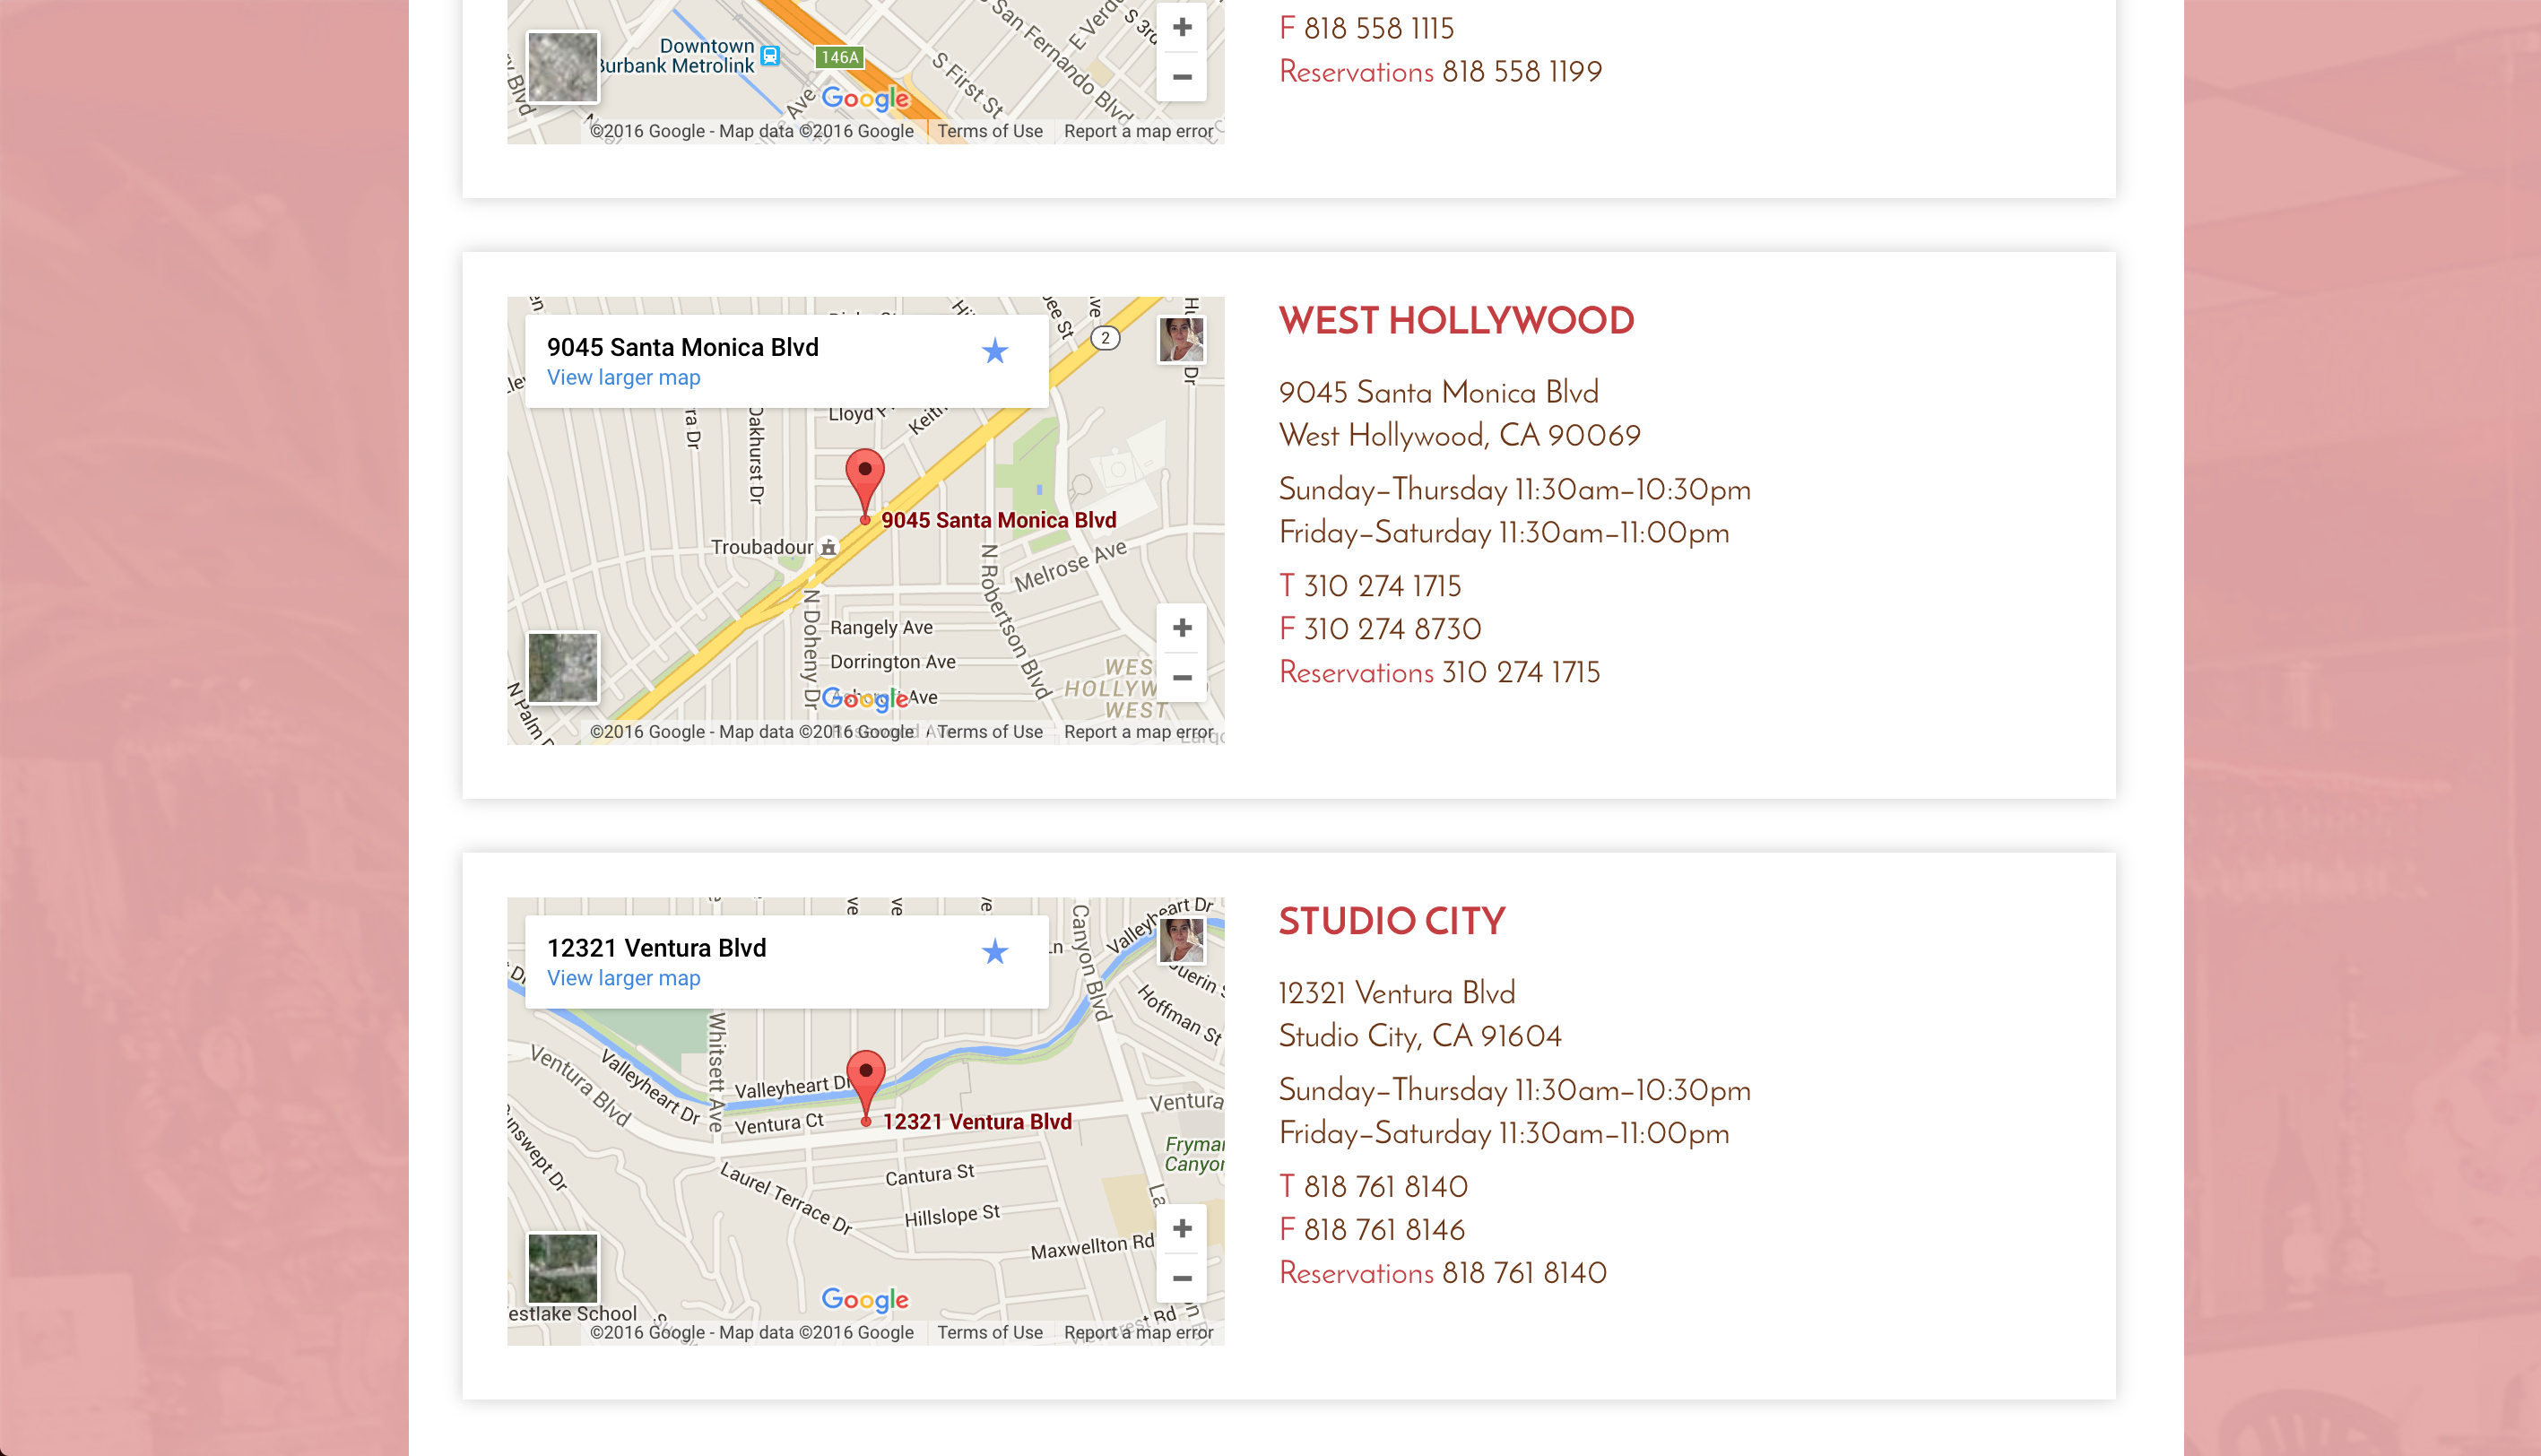 F 818 558 1115
Reservations 818 558 1199
Downtown
Burbank Metrolink
146A
S First St
San Fernando Blvd
S 3rd
Google
+
−
©2016 Google - Map data ©2016 Google
Terms of Use
Report a map error
WEST HOLLYWOOD
9045 Santa Monica Blvd
West Hollywood, CA 90069
Sunday–Thursday 11:30am–10:30pm
Friday–Saturday 11:30am–11:00pm
T 310 274 1715
F 310 274 8730
Reservations 310 274 1715
9045 Santa Monica Blvd
View larger map
2
Oakhurst Dr
Lloyd
Keith
9045 Santa Monica Blvd
Troubadour
Melrose Ave
N Robertson Blvd
N Doheny Dr
Rangely Ave
Dorrington Ave
Ave
WEST
Google
+
−
©2016 Google - Map data ©2016 Google
Terms of Use
Report a map error
STUDIO CITY
12321 Ventura Blvd
Studio City, CA 91604
Sunday–Thursday 11:30am–10:30pm
Friday–Saturday 11:30am–11:00pm
T 818 761 8140
F 818 761 8146
Reservations 818 761 8140
12321 Ventura Blvd
View larger map
Canyon Blvd
Valleyheart Dr
Hoffman St
Whitsett Ave
Ventura Blvd
Valleyheart Dr
Valleyheart Dr
Ventura Ct
12321 Ventura Blvd
Ventura
Cantura St
Laurel Terrace Dr
Hillslope St
Maxwellton Rd
Google
+
−
School
©2016 Google - Map data ©2016 Google
Terms of Use
Report a map error